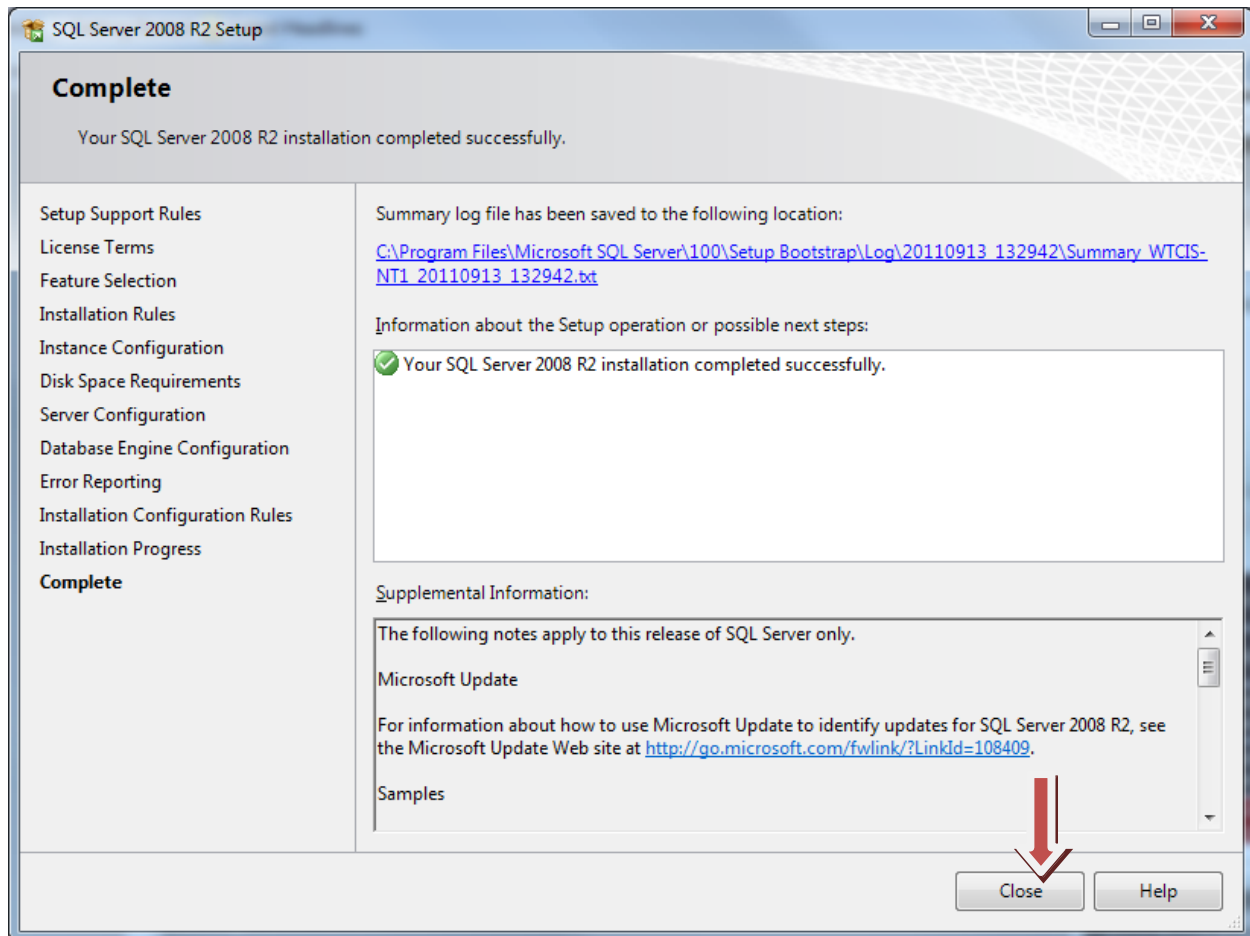 SQL Server 2008 R2 Setup
Complete
Your SQL Server 2008 R2 installation completed successfully.
Setup Support Rules
License Terms
Feature Selection
Installation Rules
Instance Configuration
Disk Space Requirements
Server Configuration
Database Engine Configuration
Error Reporting
Installation Configuration Rules
Installation Progress
Complete
Summary log file has been saved to the following location:
C:\Program Files\Microsoft SQL Server\100\Setup Bootstrap\Log\20110913_132942\Summary_WTCIS-
NT1_20110913_132942.txt
Information about the Setup operation or possible next steps:
Your SQL Server 2008 R2 installation completed successfully.
Supplemental Information:
The following notes apply to this release of SQL Server only.
Microsoft Update
For information about how to use Microsoft Update to identify updates for SQL Server 2008 R2, see
the Microsoft Update Web site at http://go.microsoft.com/fwlink/?LinkId=108409.
Samples
Close
Help